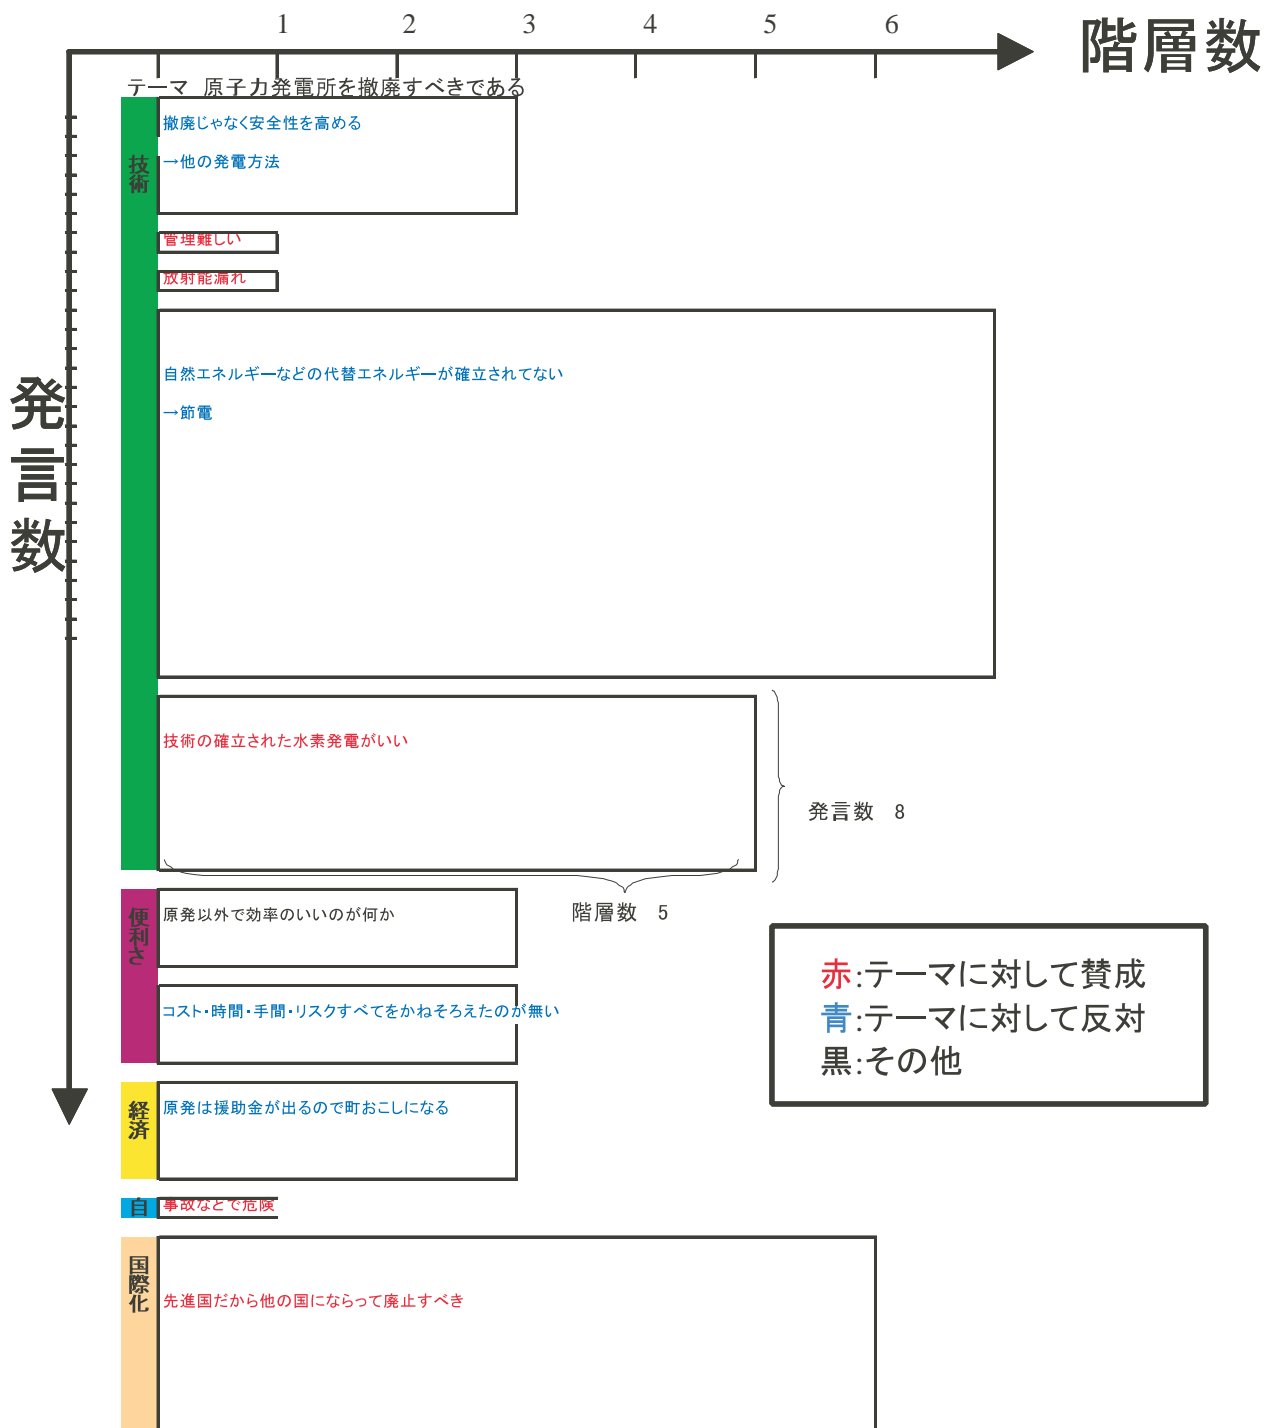 1 2 3 4 5 6
階層数
テーマ 原子力発電所を撤廃すべきである
発言数
技術
撤廃じゃなく安全性を高める
→他の発電方法
管理難しい
放射能漏れ
自然エネルギーなどの代替エネルギーが確立されてない
→節電
技術の確立された水素発電がいい
発言数 8
階層数 5
便利さ
原発以外で効率のいいのが何か
コスト・時間・手間・リスクすべてをかねそろえたのが無い
赤:テーマに対して賛成
青:テーマに対して反対
黒:その他
経済
原発は援助金が出るので町おこしになる
自
事故などで危険
国際化
先進国だから他の国にならって廃止すべき